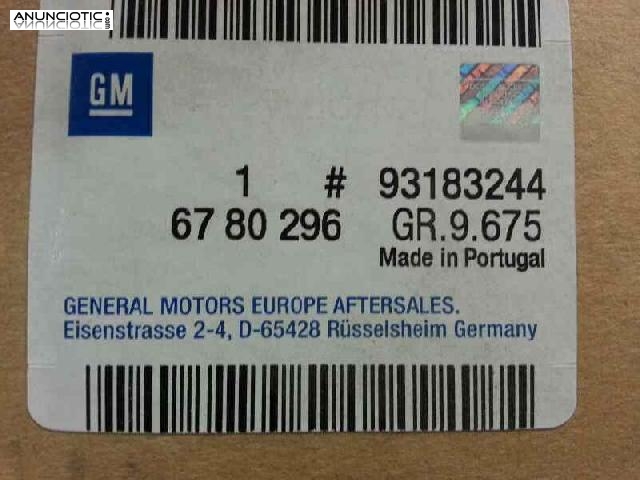 ANUNCIOTIC.es
GM
1 # 93183244
67 80 296 GR.9.675
Made in Portugal
GENERAL MOTORS EUROPE AFTERSALES.
Eisenstrasse 2-4, D-65428 Rüsselsheim Germany